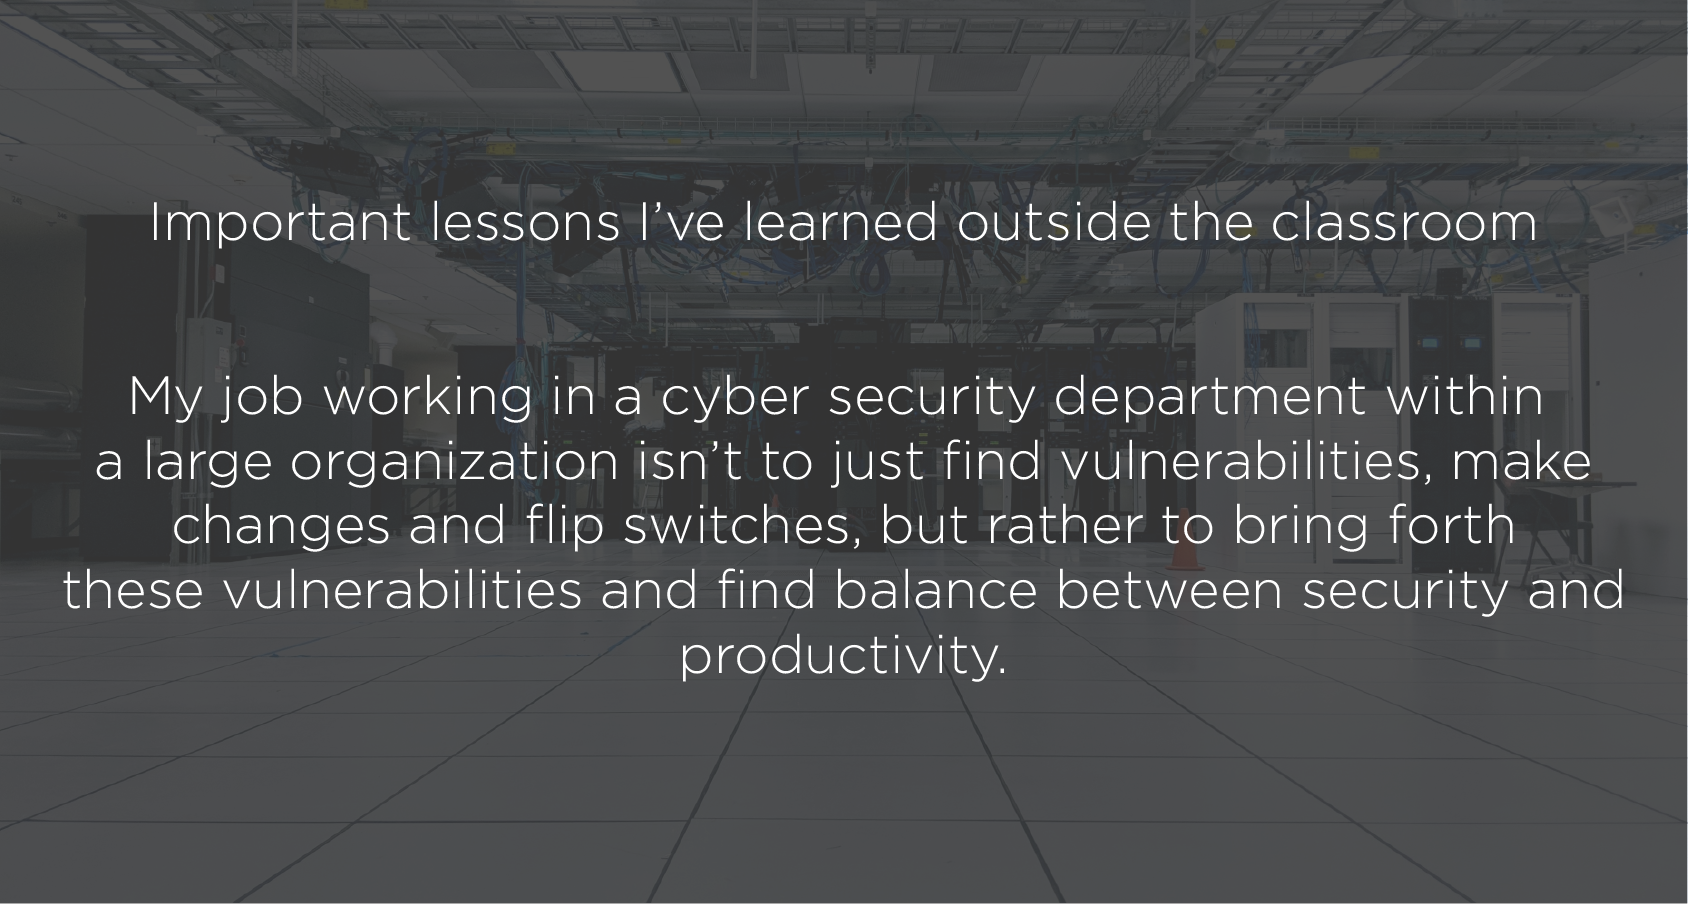 Important lessons I’ve learned outside the classroom
My job working in a cyber security department within
a large organization isn’t to just find vulnerabilities, make
changes and flip switches, but rather to bring forth
these vulnerabilities and find balance between security and
productivity.